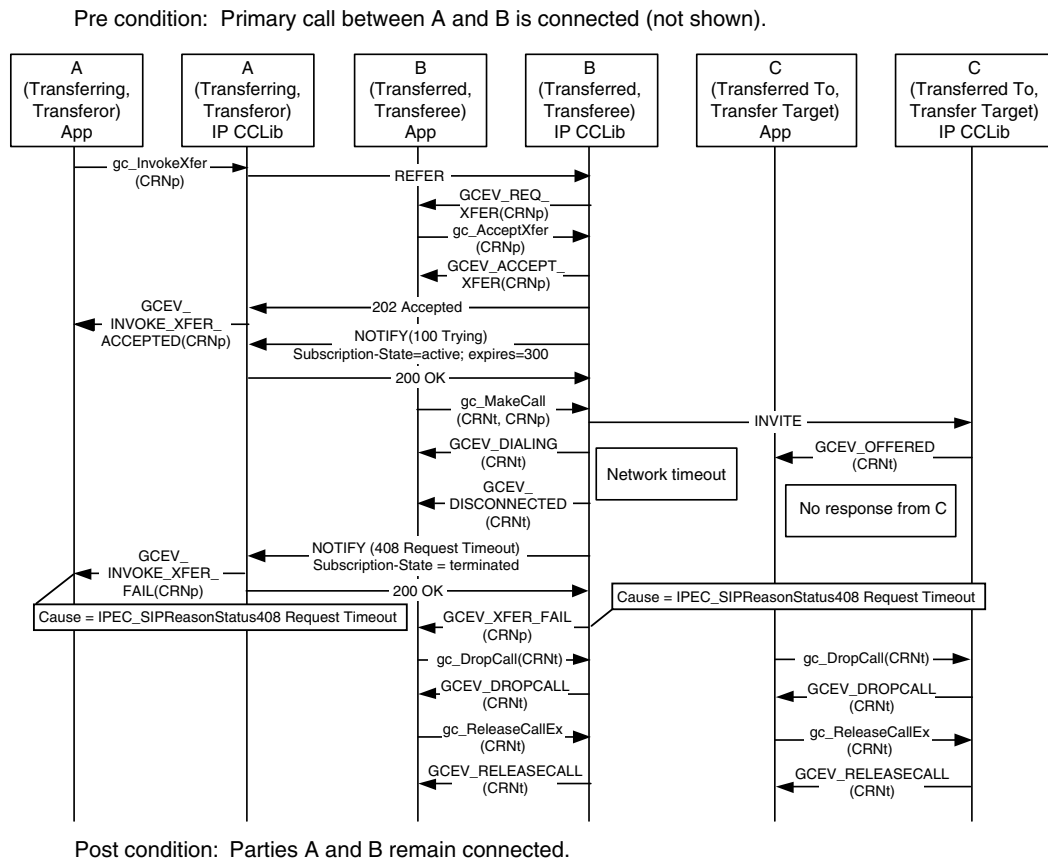 Pre condition: Primary call between A and B is connected (not shown).
A
(Transferring,
Transferor)
App
A
(Transferring,
Transferor)
IP CCLib
B
(Transferred,
Transferee)
App
B
(Transferred,
Transferee)
IP CCLib
C
(Transferred To,
Transfer Target)
App
C
(Transferred To,
Transfer Target)
IP CCLib
gc_InvokeXfer
(CRNp)
REFER
GCEV_REQ_
XFER(CRNp)
gc_AcceptXfer
(CRNp)
GCEV_ACCEPT_
XFER(CRNp)
202 Accepted
GCEV_
INVOKE_XFER_
ACCEPTED(CRNp)
NOTIFY(100 Trying)
Subscription-State=active; expires=300
200 OK
gc_MakeCall
(CRNt, CRNp)
INVITE
GCEV_DIALING
(CRNt)
GCEV_OFFERED
(CRNt)
Network timeout
GCEV_
DISCONNECTED
(CRNt)
No response from C
NOTIFY (408 Request Timeout)
Subscription-State = terminated
GCEV_
INVOKE_XFER_
FAIL(CRNp)
200 OK
Cause = IPEC_SIPReasonStatus408 Request Timeout
Cause = IPEC_SIPReasonStatus408 Request Timeout
GCEV_XFER_FAIL
(CRNp)
gc_DropCall(CRNt)
gc_DropCall(CRNt)
GCEV_DROPCALL
(CRNt)
GCEV_DROPCALL
(CRNt)
gc_ReleaseCallEx
(CRNt)
gc_ReleaseCallEx
(CRNt)
GCEV_RELEASECALL
(CRNt)
GCEV_RELEASECALL
(CRNt)
Post condition: Parties A and B remain connected.